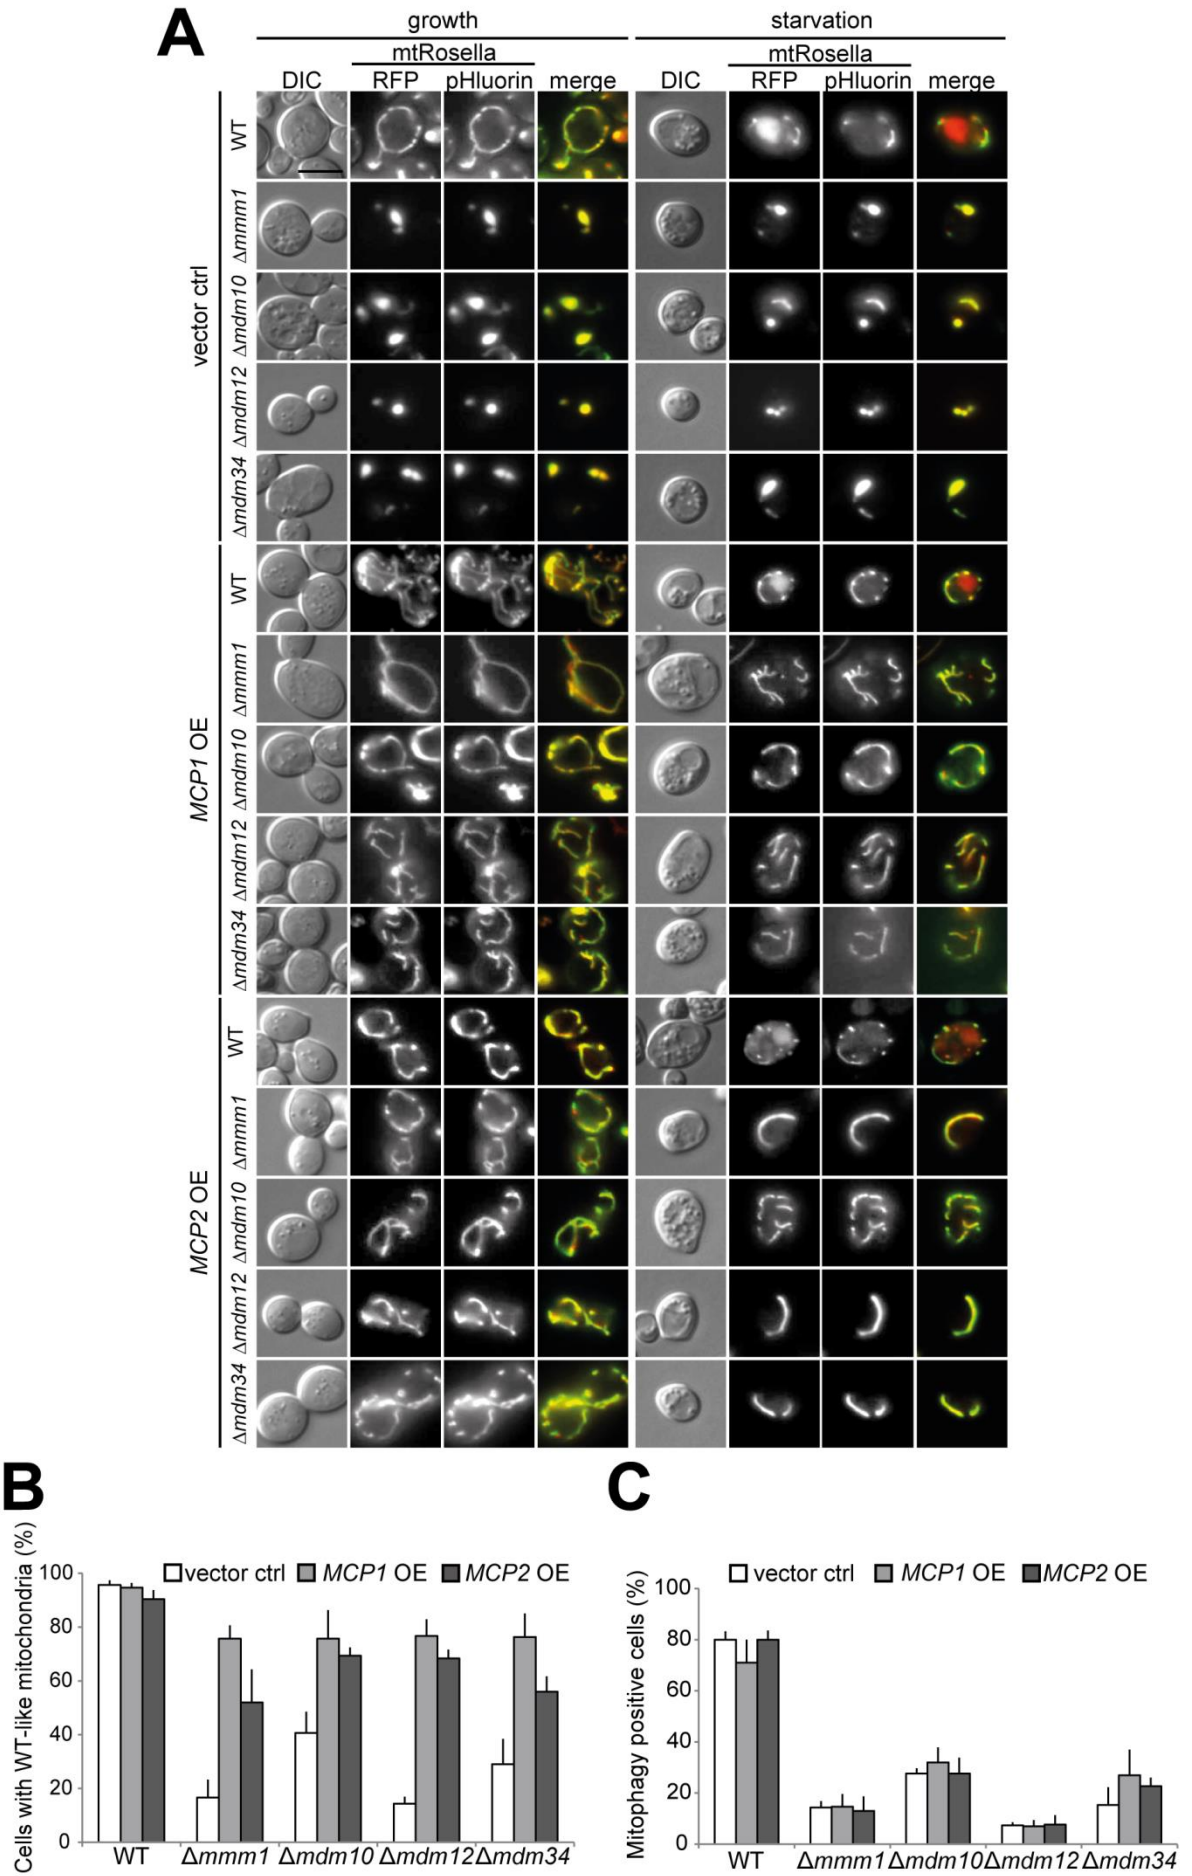 A
growth starvation
mtRosella mtRosella
DIC RFP pHluorin merge DIC RFP pHluorin merge
vector ctrl
WT
Δmmm1
Δmdm10
Δmdm12
Δmdm34
MCP1 OE
WT
Δmmm1
Δmdm10
Δmdm12
Δmdm34
MCP2 OE
WT
Δmmm1
Δmdm10
Δmdm12
Δmdm34
B
Cells with WT-like mitochondria (%)
vector ctrl MCP1 OE MCP2 OE
100
80
60
40
20
0
WT Δmmm1 Δmdm10 Δmdm12 Δmdm34
C
Mitophagy positive cells (%)
vector ctrl MCP1 OE MCP2 OE
100
80
60
40
20
0
WT Δmmm1 Δmdm10 Δmdm12 Δmdm34